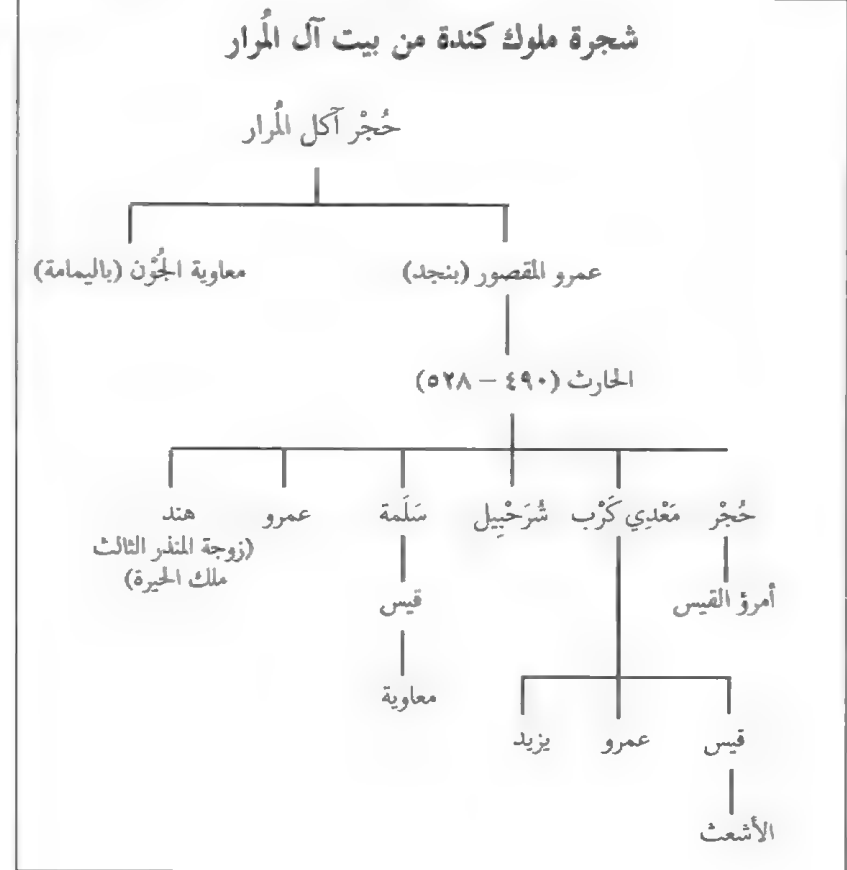 شجرة ملوك كندة من بيت آل المُرار
حُجْر آكل المُرار
عمرو المقصور (بنجد)
معاوية الجُوْن (باليمامة)
الحارث (٤٩٠ – ٥٢٨)
حُجْر
مَعْدِي كَرْب
شُرَحْبِيل
سَلَمة
عمرو
هند
(زوجة المنذر الثالث
ملك الحيرة)
أمرؤ القيس
قيس
معاوية
قيس
عمرو
يزيد
الأشعث